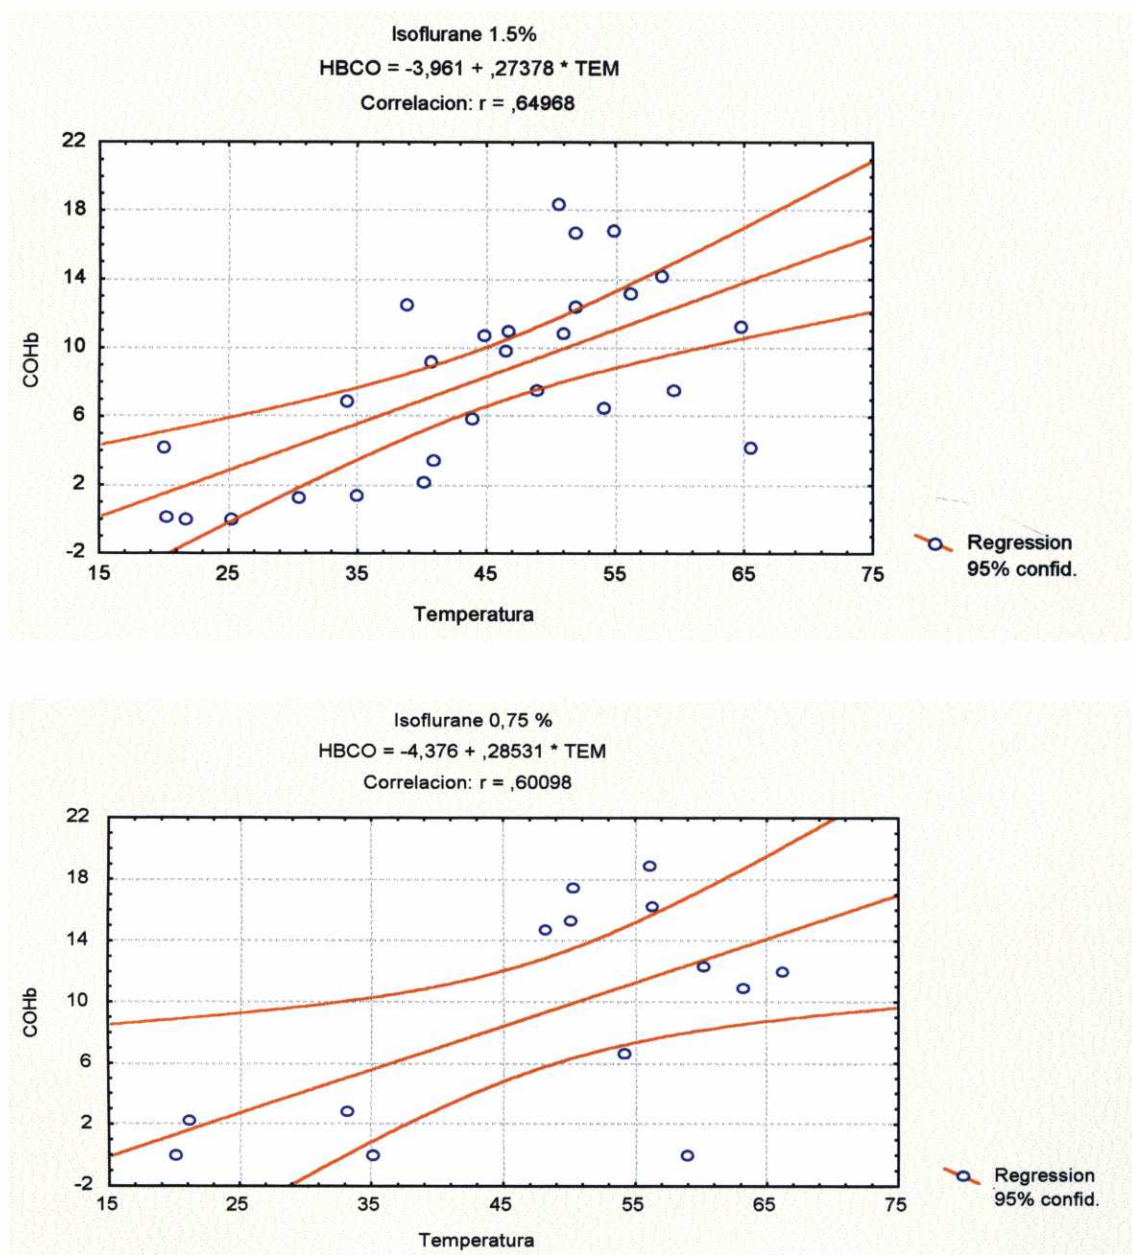 Isoflurane 1.5%
HBCO = -3,961 + ,27378 * TEM
Correlacion: r = ,64968
22
18
14
10
6
2
-2
COHb
15 25 35 45 55 65 75
Temperatura
Regression
95% confid.
Isoflurane 0,75 %
HBCO = -4,376 + ,28531 * TEM
Correlacion: r = ,60098
22
18
14
10
6
2
-2
COHb
15 25 35 45 55 65 75
Temperatura
Regression
95% confid.